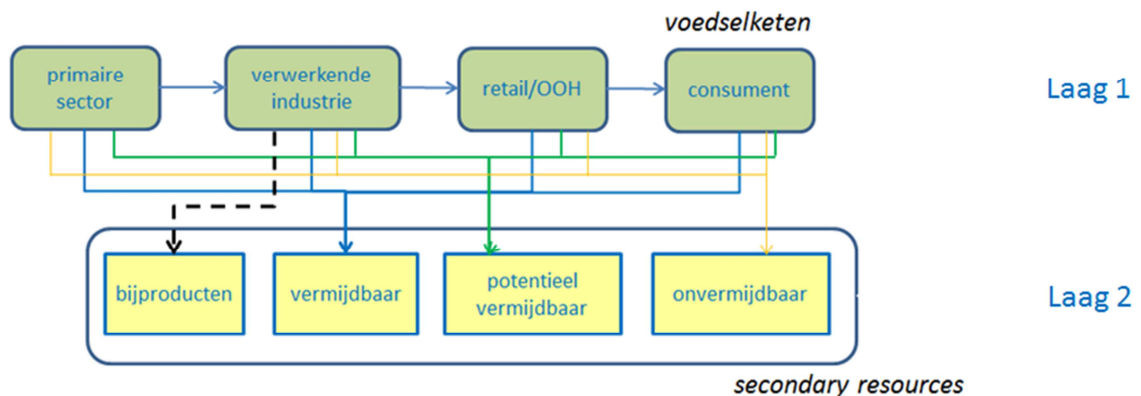 voedselketen
primaire
sector
verwerkende
industrie
retail/OOH
consument
Laag 1
bijproducten
vermijdbaar
potentieel
vermijdbaar
onvermijdbaar
Laag 2
secondary resources